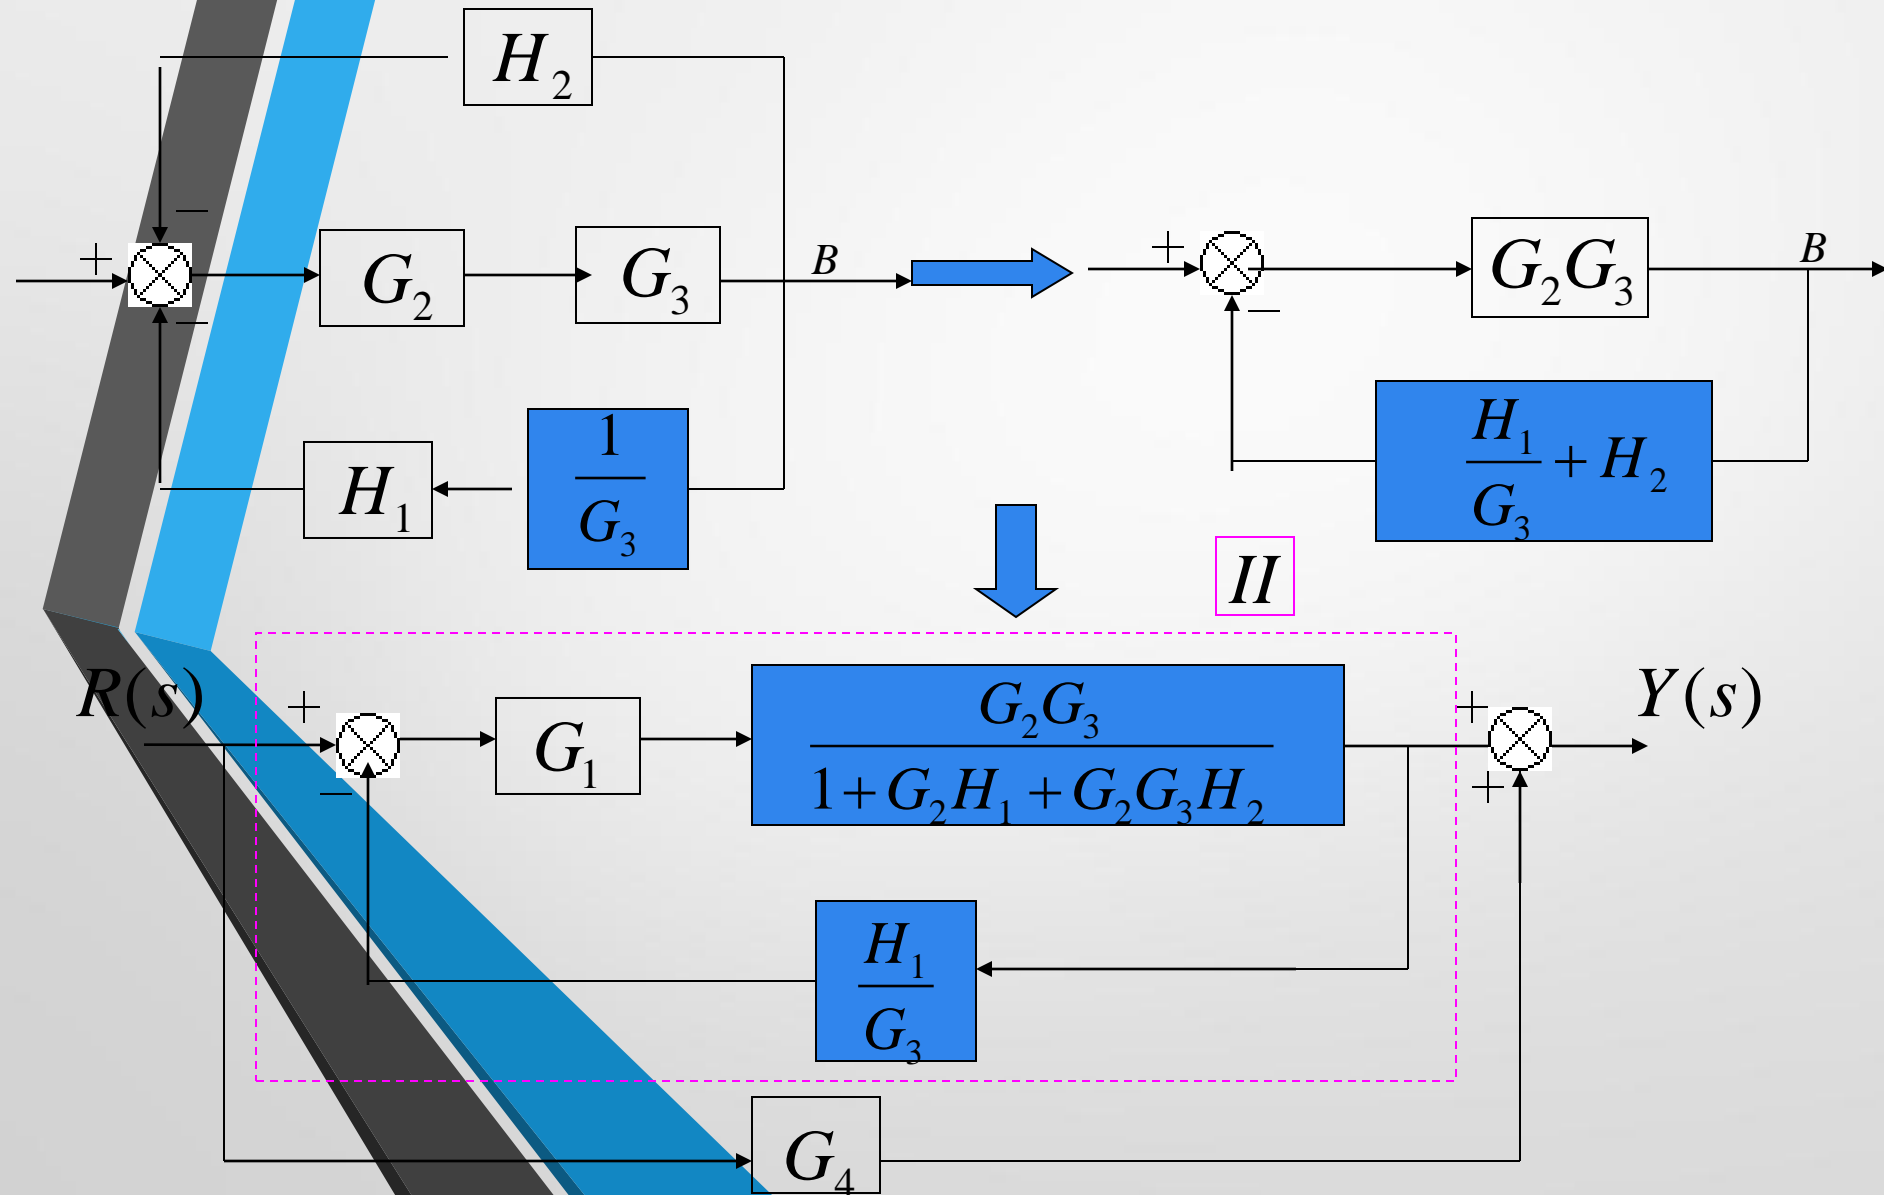 H₂
−
+
G₂
G₃
B
−
H₁
1/G₃
+
G₂G₃
B
−
H₁/G₃ + H₂
II
R(s)
+
−
G₁
G₂G₃/(1+G₂H₁+G₂G₃H₂)
+
+
Y(s)
H₁/G₃
G₄